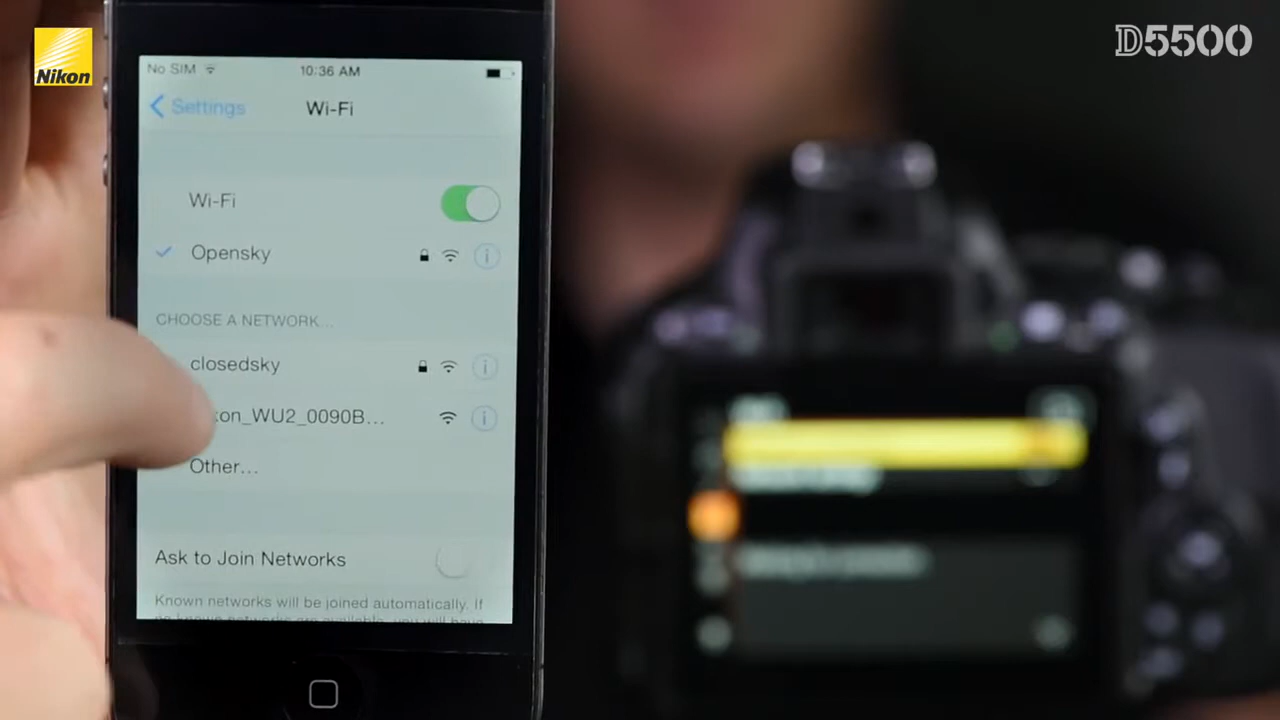 Nikon
D5500
No SIM
10:36 AM
Settings
Wi-Fi
Wi-Fi
Opensky
CHOOSE A NETWORK...
closedsky
kon_WU2_0090B...
Other...
Ask to Join Networks
Known networks will be joined automatically. If